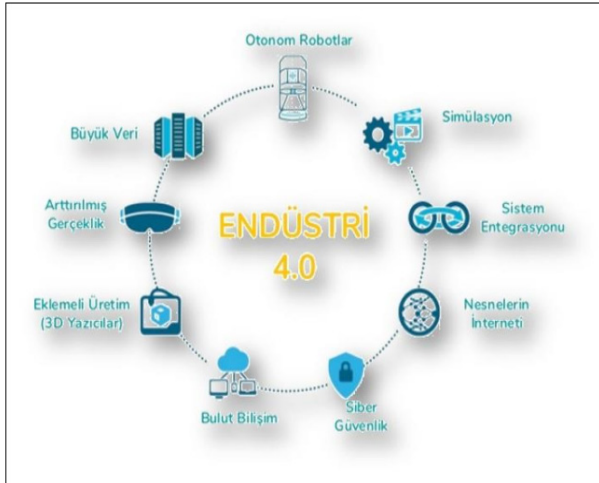 Otonom Robotlar
Simülasyon
Sistem
Entegrasyonu
Nesnelerin
İnterneti
Siber
Güvenlik
Bulut Bilişim
Eklemeli Üretim
(3D Yazıcılar)
Arttırılmış
Gerçeklik
Büyük Veri
ENDÜSTRİ
4.0